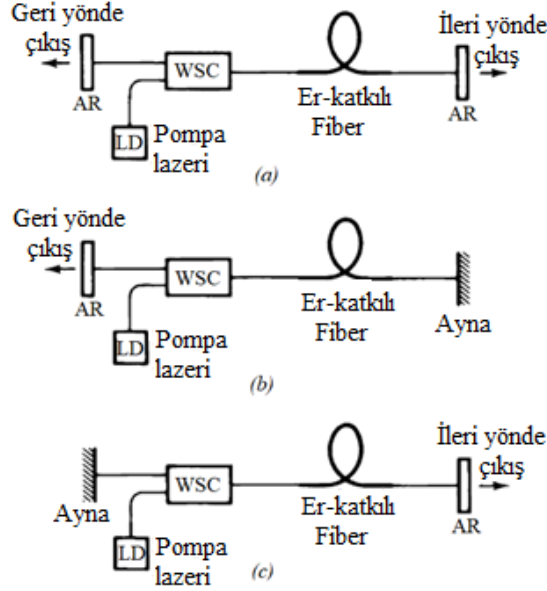 Geri yönde
çıkış
AR
WSC
LD
Pompa
lazeri
Er-katkılı
Fiber
İleri yönde
çıkış
AR
(a)
Geri yönde
çıkış
AR
WSC
LD
Pompa
lazeri
Er-katkılı
Fiber
Ayna
(b)
Ayna
WSC
LD
Pompa
lazeri
Er-katkılı
Fiber
İleri yönde
çıkış
AR
(c)